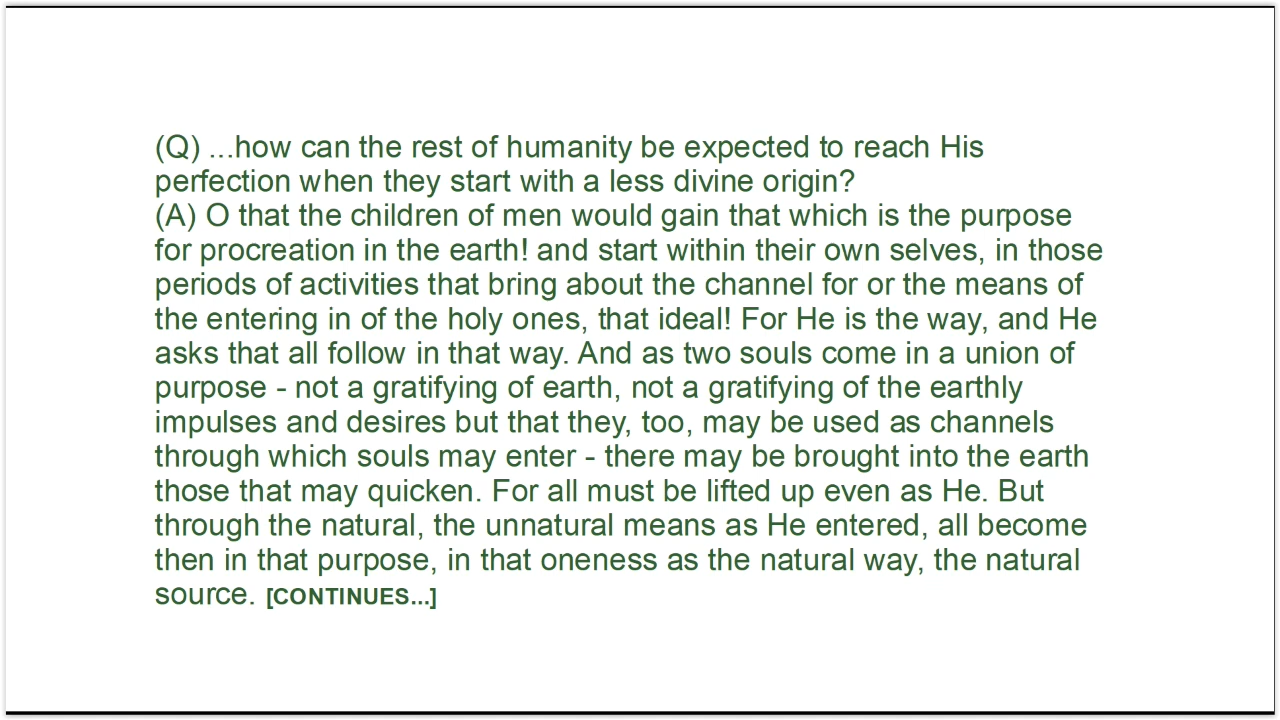 (Q) ...how can the rest of humanity be expected to reach His
perfection when they start with a less divine origin?
(A) O that the children of men would gain that which is the purpose
for procreation in the earth! and start within their own selves, in those
periods of activities that bring about the channel for or the means of
the entering in of the holy ones, that ideal! For He is the way, and He
asks that all follow in that way. And as two souls come in a union of
purpose - not a gratifying of earth, not a gratifying of the earthly
impulses and desires but that they, too, may be used as channels
through which souls may enter - there may be brought into the earth
those that may quicken. For all must be lifted up even as He. But
through the natural, the unnatural means as He entered, all become
then in that purpose, in that oneness as the natural way, the natural
source. [CONTINUES...]